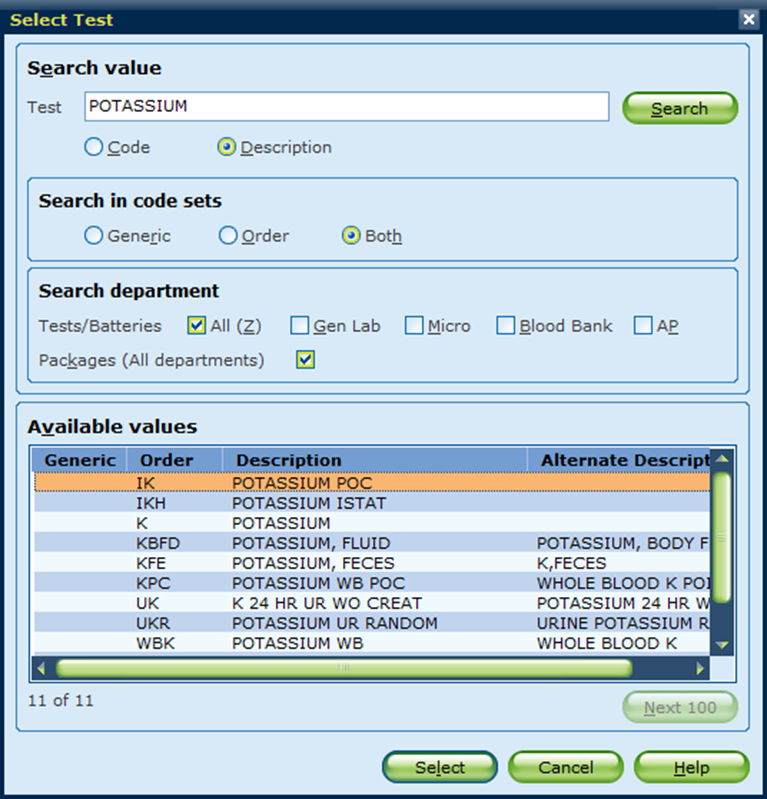 Select Test
Search value
Test POTASSIUM Search
Code Description
Search in code sets
Generic Order Both
Search department
Tests/Batteries All (Z) Gen Lab Micro Blood Bank AP
Packages (All departments)
Available values
Generic Order Description Alternate Descript
IK POTASSIUM POC
IKH POTASSIUM ISTAT
K POTASSIUM
KBFD POTASSIUM, FLUID POTASSIUM, BODY F
KFE POTASSIUM, FECES K,FECES
KPC POTASSIUM WB POC WHOLE BLOOD K POI
UK K 24 HR UR WO CREAT POTASSIUM 24 HR W
UKR POTASSIUM UR RANDOM URINE POTASSIUM R
WBK POTASSIUM WB WHOLE BLOOD K
11 of 11
Next 100
Select Cancel Help